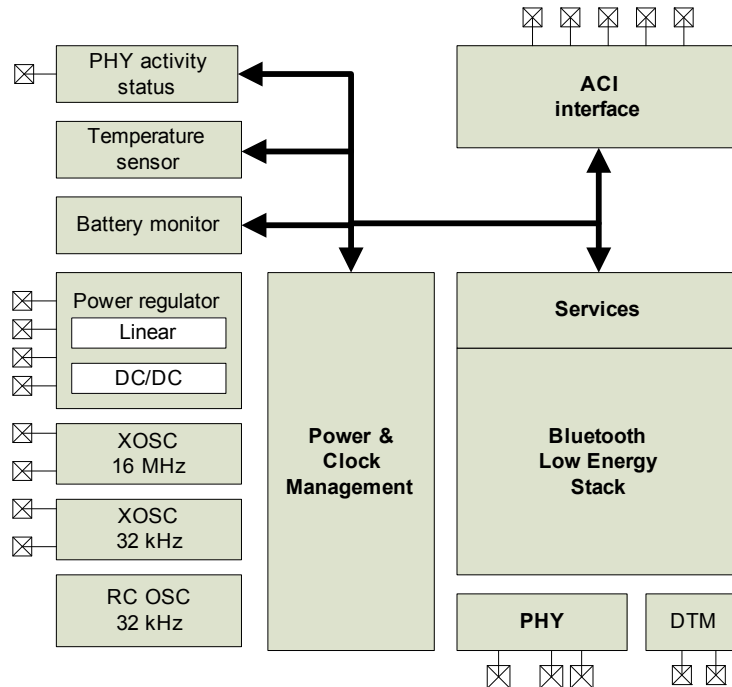 PHY activity
status
Temperature
sensor
Battery monitor
Power regulator
Linear
DC/DC
XOSC
16 MHz
XOSC
32 kHz
RC OSC
32 kHz
Power &
Clock
Management
ACI
interface
Services
Bluetooth
Low Energy
Stack
PHY
DTM